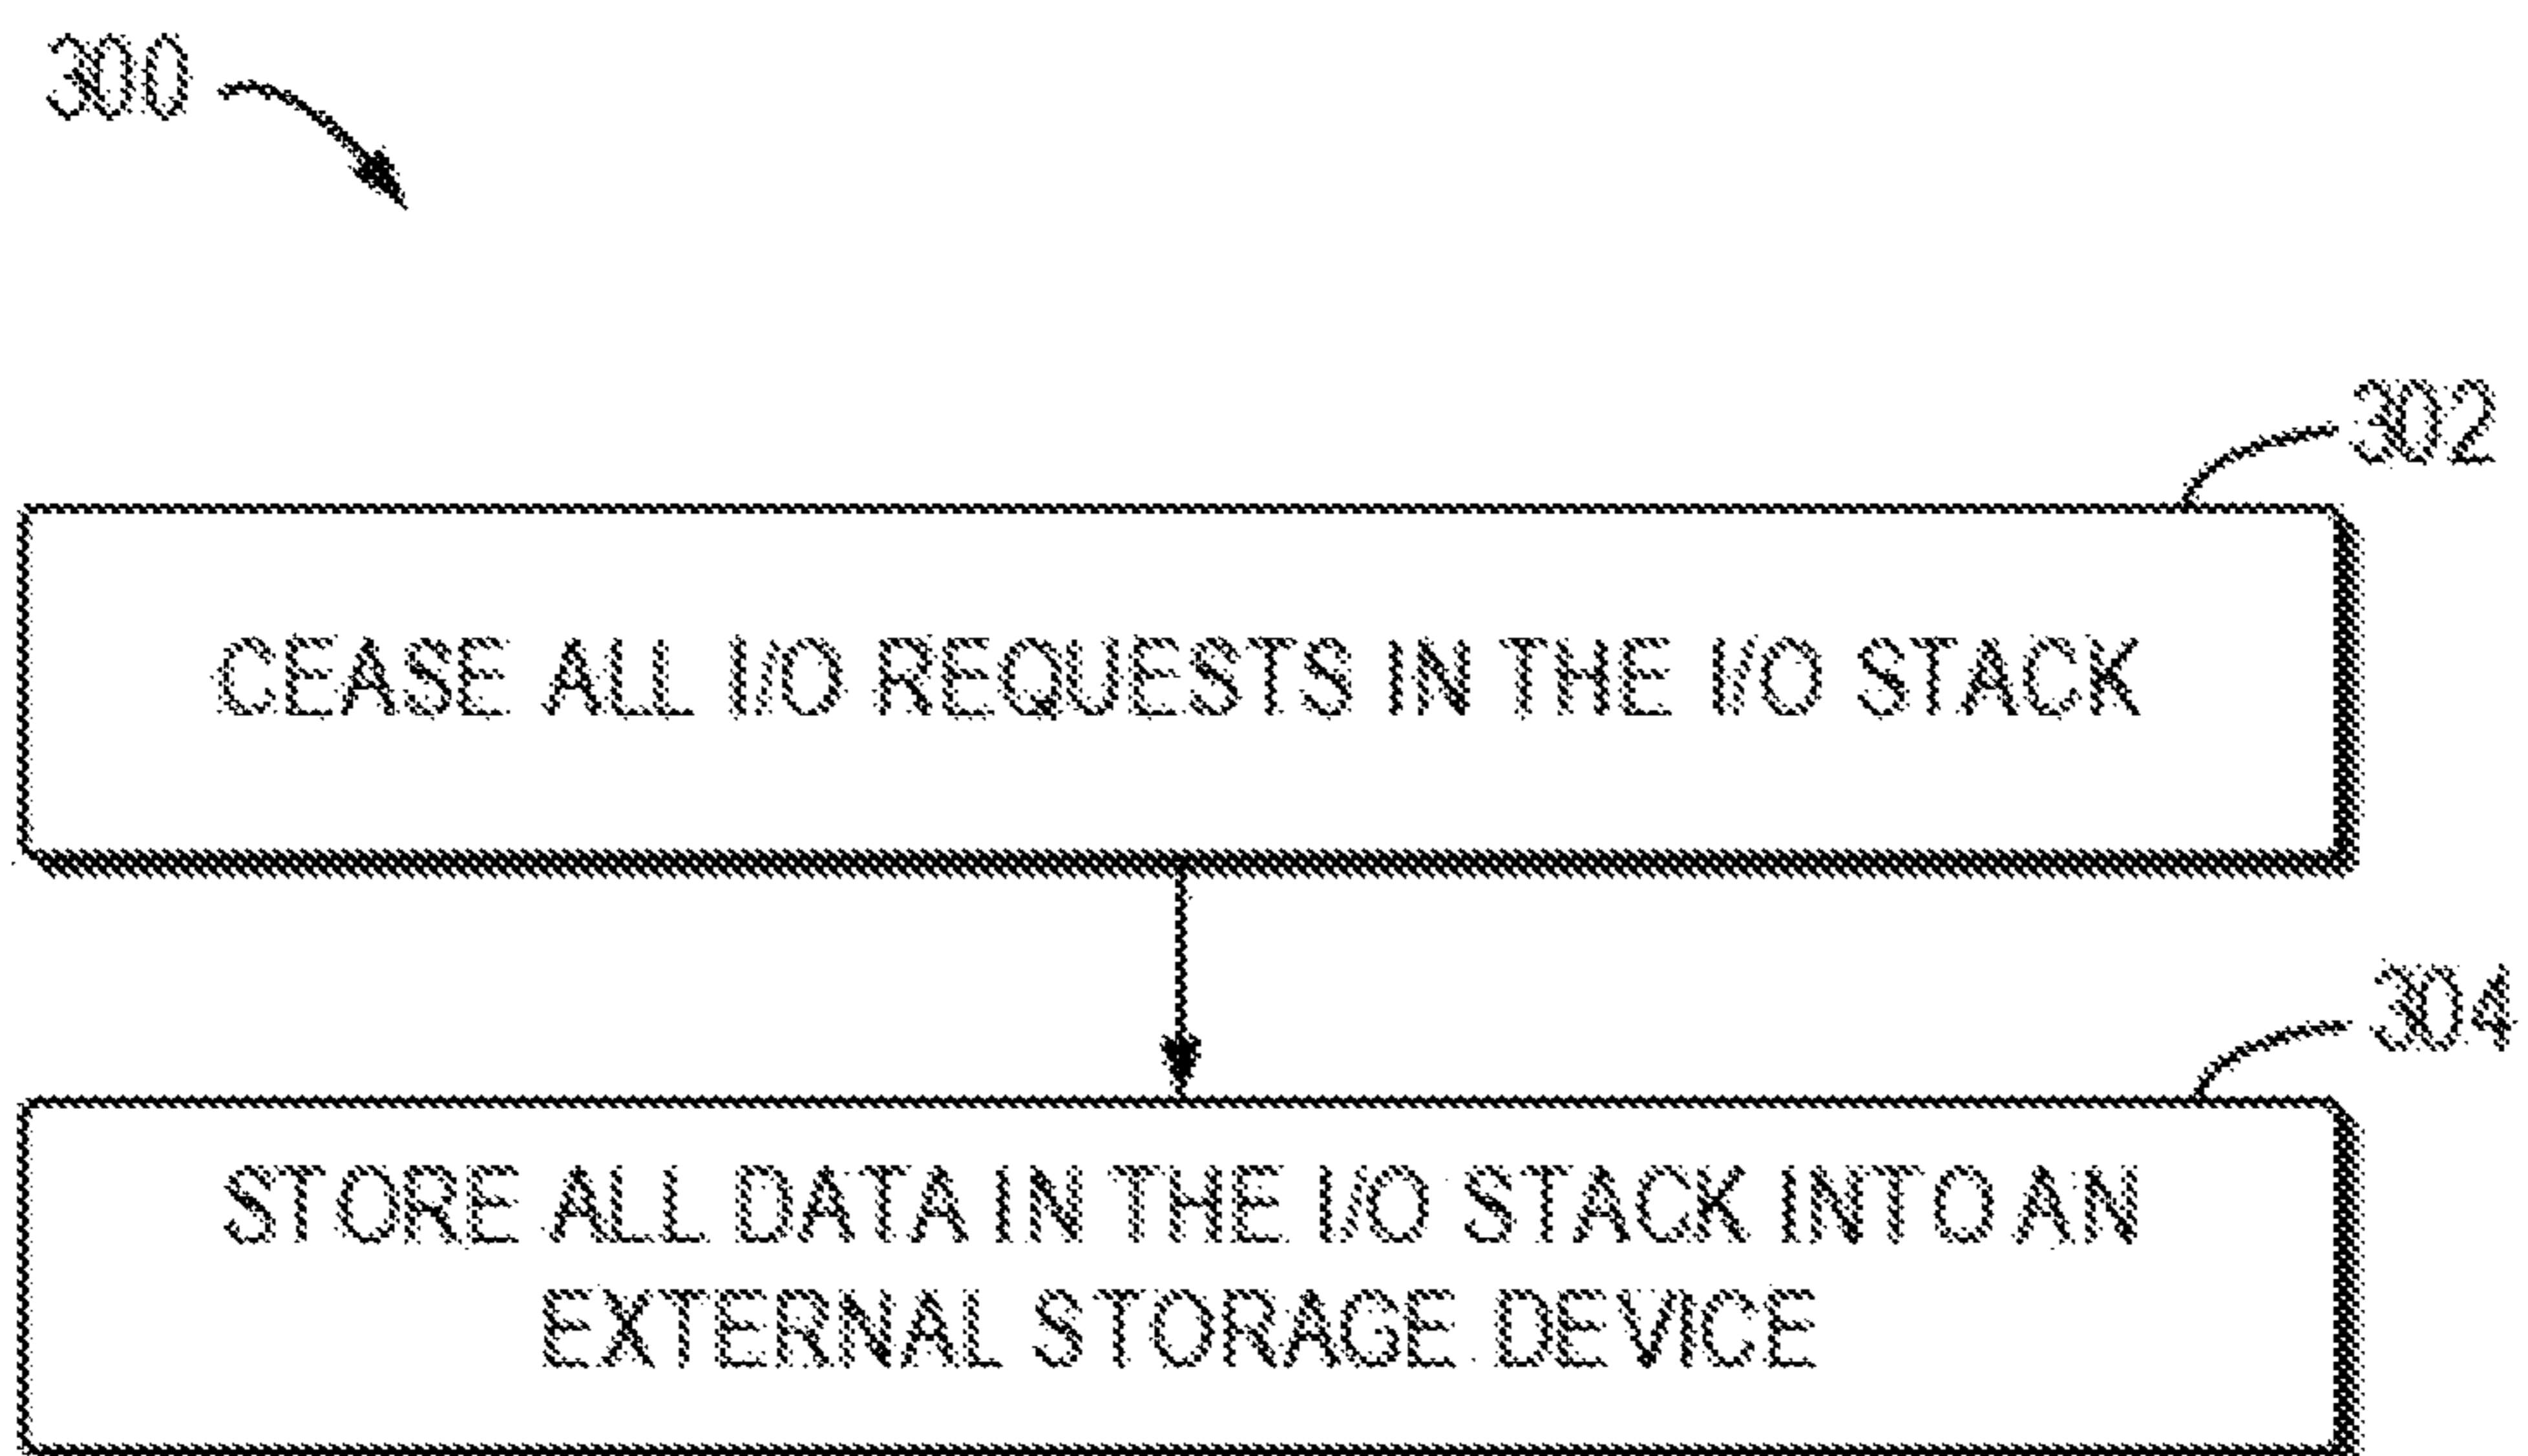 300
302
CEASE ALL I/O REQUESTS IN THE I/O STACK
304
STORE ALL DATA IN THE I/O STACK INTO AN
EXTERNAL STORAGE DEVICE